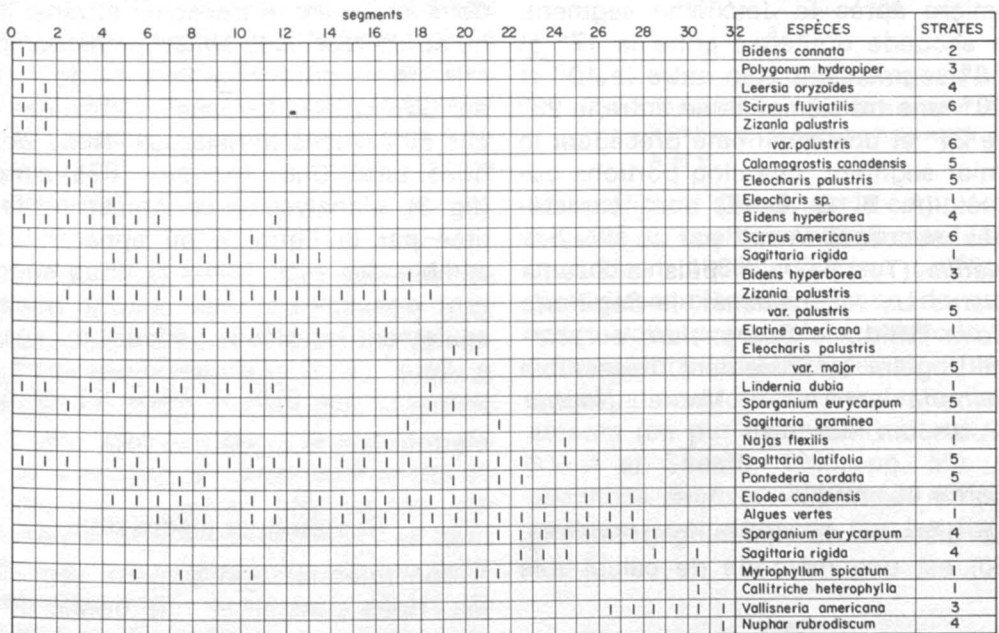 segments
0 2 4 6 8 10 12 14 16 18 20 22 24 26 28 30 32 ESPÈCES STRATES
Bidens connata 2
Polygonum hydropiper 3
Leersia oryzoïdes 4
Scirpus fluviatilis 6
Zizania palustris
var. palustris 6
Calamagrostis canadensis 5
Eleocharis palustris 5
Eleocharis sp. 1
Bidens hyperborea 4
Scirpus americanus 6
Sagittaria rigida 1
Bidens hyperborea 3
Zizania palustris
var. palustris 5
Elatine americana 1
Eleocharis palustris
var. major 5
Lindernia dubia 1
Sparganium eurycarpum 5
Sagittaria graminea 1
Najas flexilis 1
Sagittaria latifolia 5
Pontederia cordata 5
Elodea canadensis 1
Algues vertes 1
Sparganium eurycarpum 4
Sagittaria rigida 4
Myriophyllum spicatum 1
Callitriche heterophylla 1
Vallisneria americana 3
Nuphar rubrodiscum 4